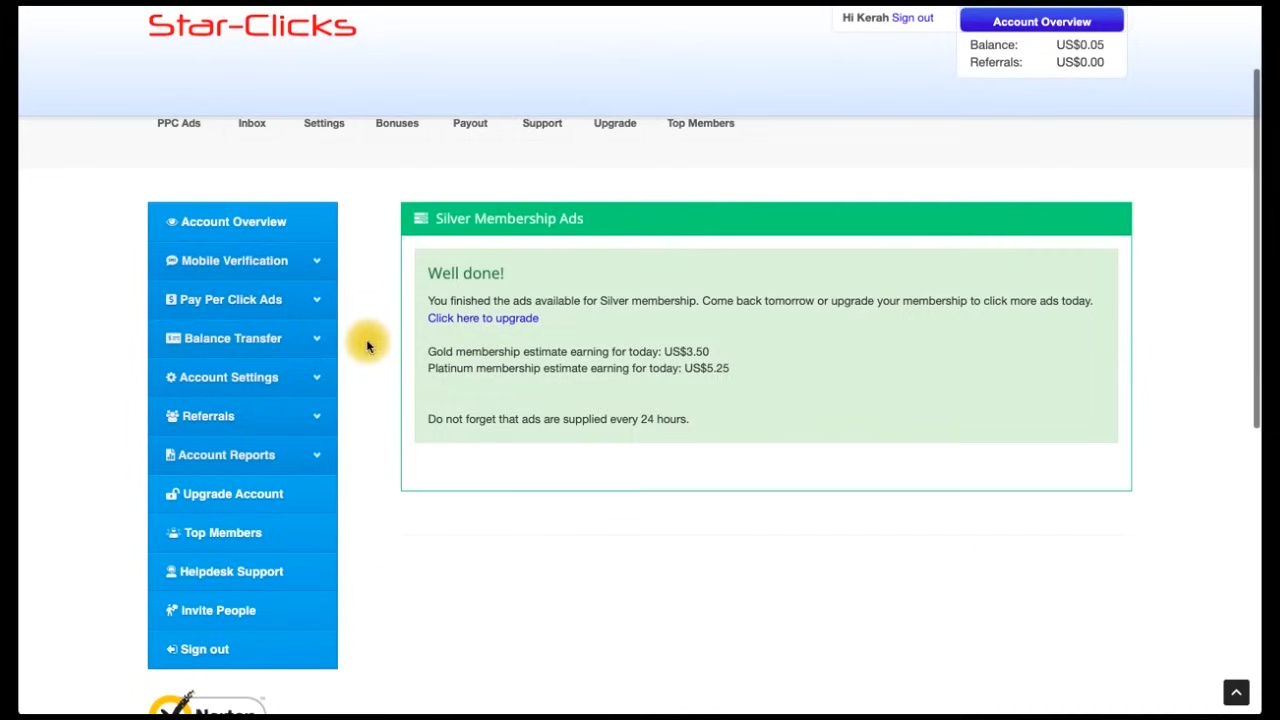 Star-Clicks
Hi Kerah Sign out
Account Overview
Balance: US$0.05
Referrals: US$0.00
PPC Ads Inbox Settings Bonuses Payout Support Upgrade Top Members
Account Overview
Mobile Verification
Pay Per Click Ads
Balance Transfer
Account Settings
Referrals
Account Reports
Upgrade Account
Top Members
Helpdesk Support
Invite People
Sign out
Silver Membership Ads
Well done!
You finished the ads available for Silver membership. Come back tomorrow or upgrade your membership to click more ads today.
Click here to upgrade
Gold membership estimate earning for today: US$3.50
Platinum membership estimate earning for today: US$5.25
Do not forget that ads are supplied every 24 hours.
Norton